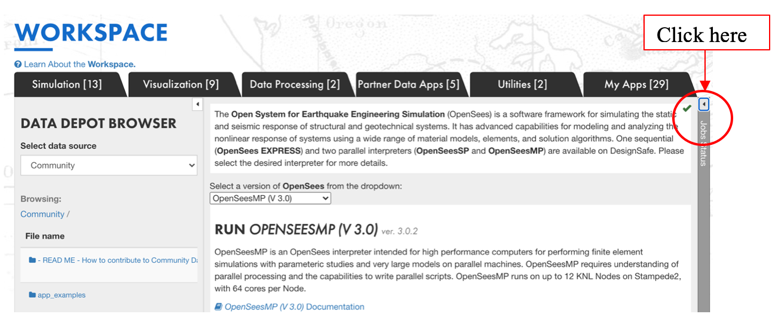 WORKSPACE
Click here
Learn About the Workspace.
Simulation [13]
Visualization [9]
Data Processing [2]
Partner Data Apps [5]
Utilities [2]
My Apps [29]
DATA DEPOT BROWSER
Select data source
Community
Browsing:
Community /
File name
- READ ME - How to contribute to Community Da
app_examples
The Open System for Earthquake Engineering Simulation (OpenSees) is a software framework for simulating the static
and seismic response of structural and geotechnical systems. It has advanced capabilities for modeling and analyzing the
nonlinear response of systems using a wide range of material models, elements, and solution algorithms. One sequential
(OpenSees EXPRESS) and two parallel interpreters (OpenSeesSP and OpenSeesMP) are available on DesignSafe. Please
select the desired interpreter for more details.
Select a version of OpenSees from the dropdown:
OpenSeesMP (V 3.0)
RUN OPENSEESMP (V 3.0) ver. 3.0.2
OpenSeesMP is an OpenSees interpreter intended for high performance computers for performing finite element
simulations with parametric studies and very large models on parallel machines. OpenSeesMP requires understanding of
parallel processing and the capabilities to write parallel scripts. OpenSeesMP runs on up to 12 KNL Nodes on Stampede2,
with 64 cores per Node.
OpenSeesMP (V 3.0) Documentation
Jobs Status